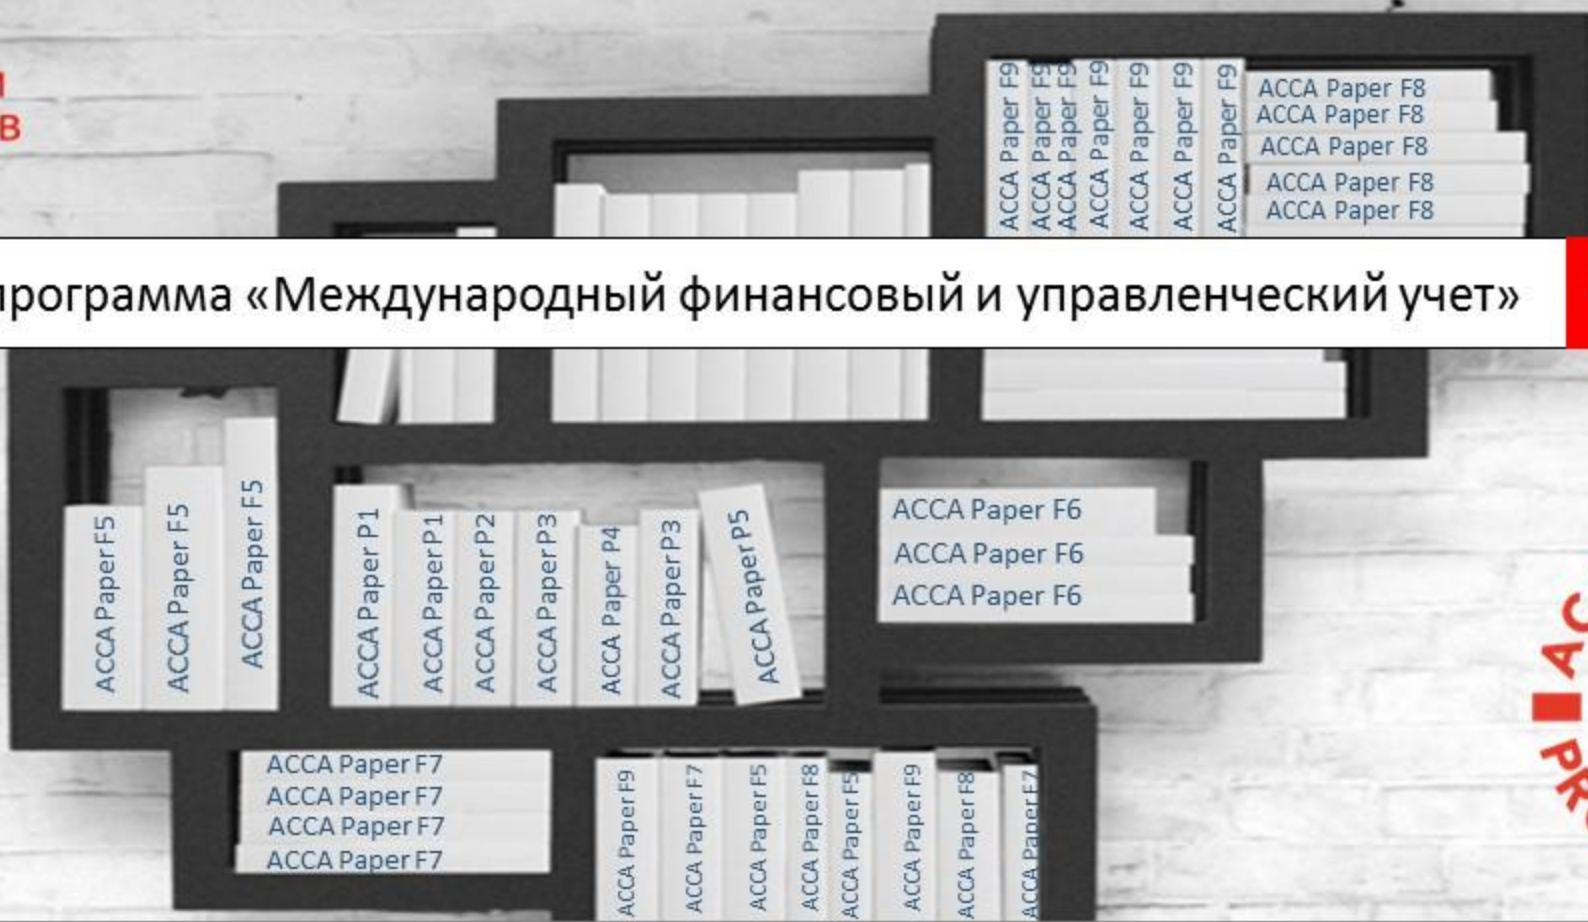 В
ACCA Paper F9
ACCA Paper F9
ACCA Paper F9
ACCA Paper F9
ACCA Paper F9
ACCA Paper F9
ACCA Paper F9
ACCA Paper F8
ACCA Paper F8
ACCA Paper F8
ACCA Paper F8
ACCA Paper F8
программа «Международный финансовый и управленческий учет»
ACCA Paper F5
ACCA Paper F5
ACCA Paper F5
ACCA Paper P1
ACCA Paper P1
ACCA Paper P2
ACCA Paper P3
ACCA Paper P4
ACCA Paper P3
ACCA Paper P5
ACCA Paper F6
ACCA Paper F6
ACCA Paper F6
AC
PR
ACCA Paper F7
ACCA Paper F7
ACCA Paper F7
ACCA Paper F7
ACCA Paper F9
ACCA Paper F7
ACCA Paper F5
ACCA Paper F8
ACCA Paper F5
ACCA Paper F9
ACCA Paper F8
ACCA Paper F7